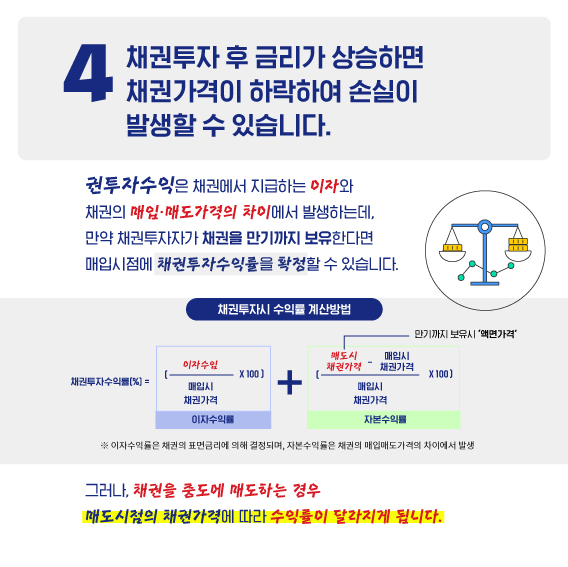 4
채권투자 후 금리가 상승하면
채권가격이 하락하여 손실이
발생할 수 있습니다.
권투자수익은 채권에서 지급하는 이자와
채권의 매입·매도가격의 차이에서 발생하는데,
만약 채권투자자가 채권을 만기까지 보유한다면
매입시점에 채권투자수익률을 확정할 수 있습니다.
채권투자시 수익률 계산방법
만기까지 보유시 '액면가격'
채권투자수익률(%) =
이자수입
( X 100 )
매입시
채권가격
이자수익률
+
매도시
채권가격
-
매입시
채권가격
( X 100 )
매입시
채권가격
자본수익률
※ 이자수익률은 채권의 표면금리에 의해 결정되며, 자본수익률은 채권의 매입매도가격의 차이에서 발생
그러나, 채권을 중도에 매도하는 경우
매도시점의 채권가격에 따라 수익률이 달라지게 됩니다.